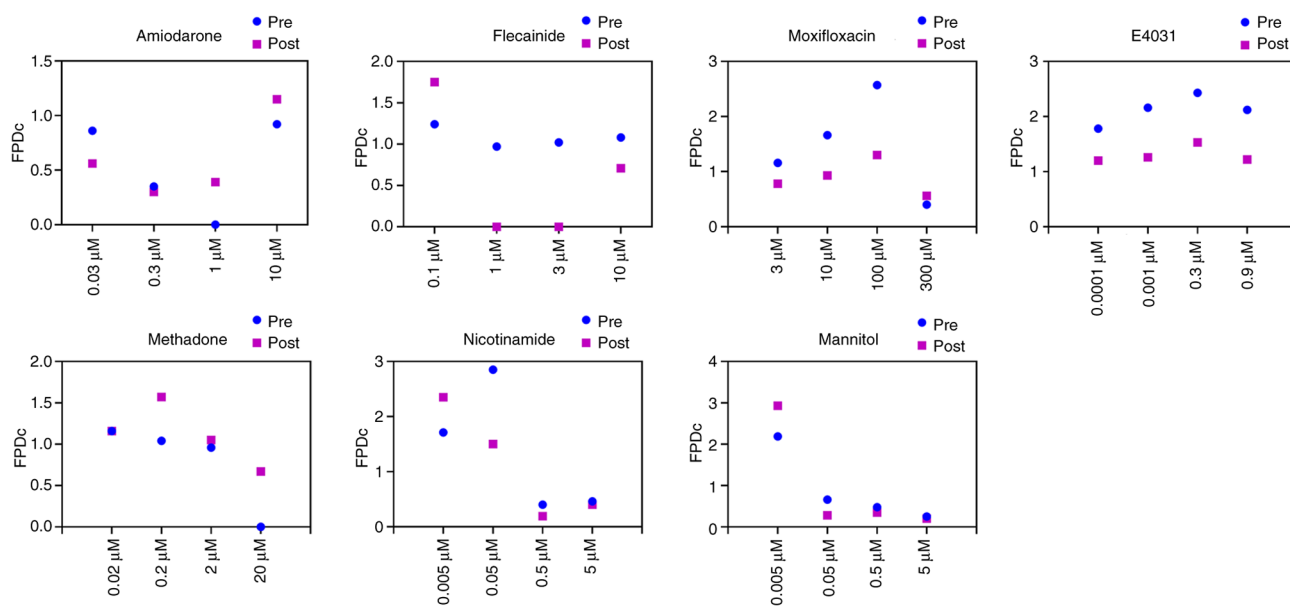 Amiodarone
Pre
Post
FPDc
1.5
1.0
0.5
0.0
0.03 μM
0.3 μM
1 μM
10 μM
Flecainide
Pre
Post
FPDc
2.0
1.5
1.0
0.5
0.0
0.1 μM
1 μM
3 μM
10 μM
Moxifloxacin
Pre
Post
FPDc
3
2
1
0
3 μM
10 μM
100 μM
300 μM
E4031
Pre
Post
FPDc
3
2
1
0
0.0001 μM
0.001 μM
0.3 μM
0.9 μM
Methadone
Pre
Post
FPDc
2.0
1.5
1.0
0.5
0.0
0.02 μM
0.2 μM
2 μM
20 μM
Nicotinamide
Pre
Post
FPDc
3
2
1
0
0.005 μM
0.05 μM
0.5 μM
5 μM
Mannitol
Pre
Post
FPDc
4
3
2
1
0
0.005 μM
0.05 μM
0.5 μM
5 μM